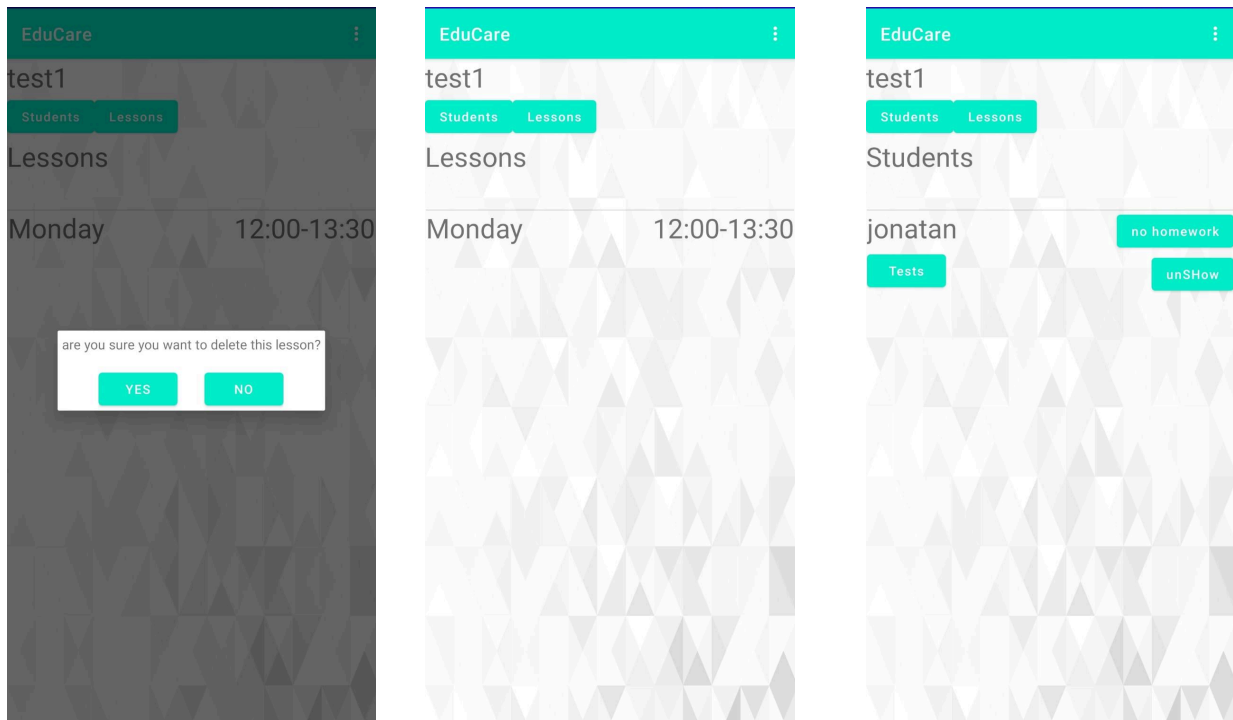 EduCare
test1
Students Lessons
Lessons
Monday 12:00-13:30
are you sure you want to delete this lesson?
YES NO
EduCare
test1
Students Lessons
Lessons
Monday 12:00-13:30
EduCare
test1
Students Lessons
Students
jonatan no homework
Tests unSHow